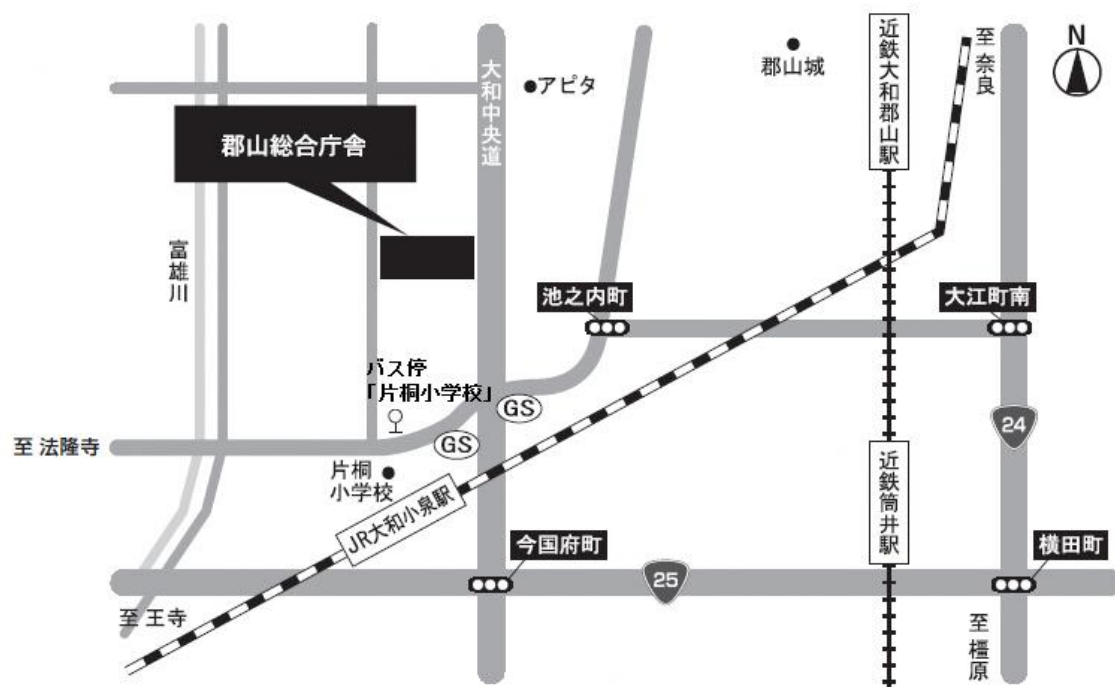 N
至 奈良
近鉄大和郡山駅
郡山城
アピタ
大和中央道
郡山総合庁舎
富雄川
池之内町
大江町南
バス停
「片桐小学校」
GS
GS
24
至 法隆寺
片桐
小学校
JR大和小泉駅
近鉄筒井駅
今国府町
横田町
25
至 王寺
至 橿原